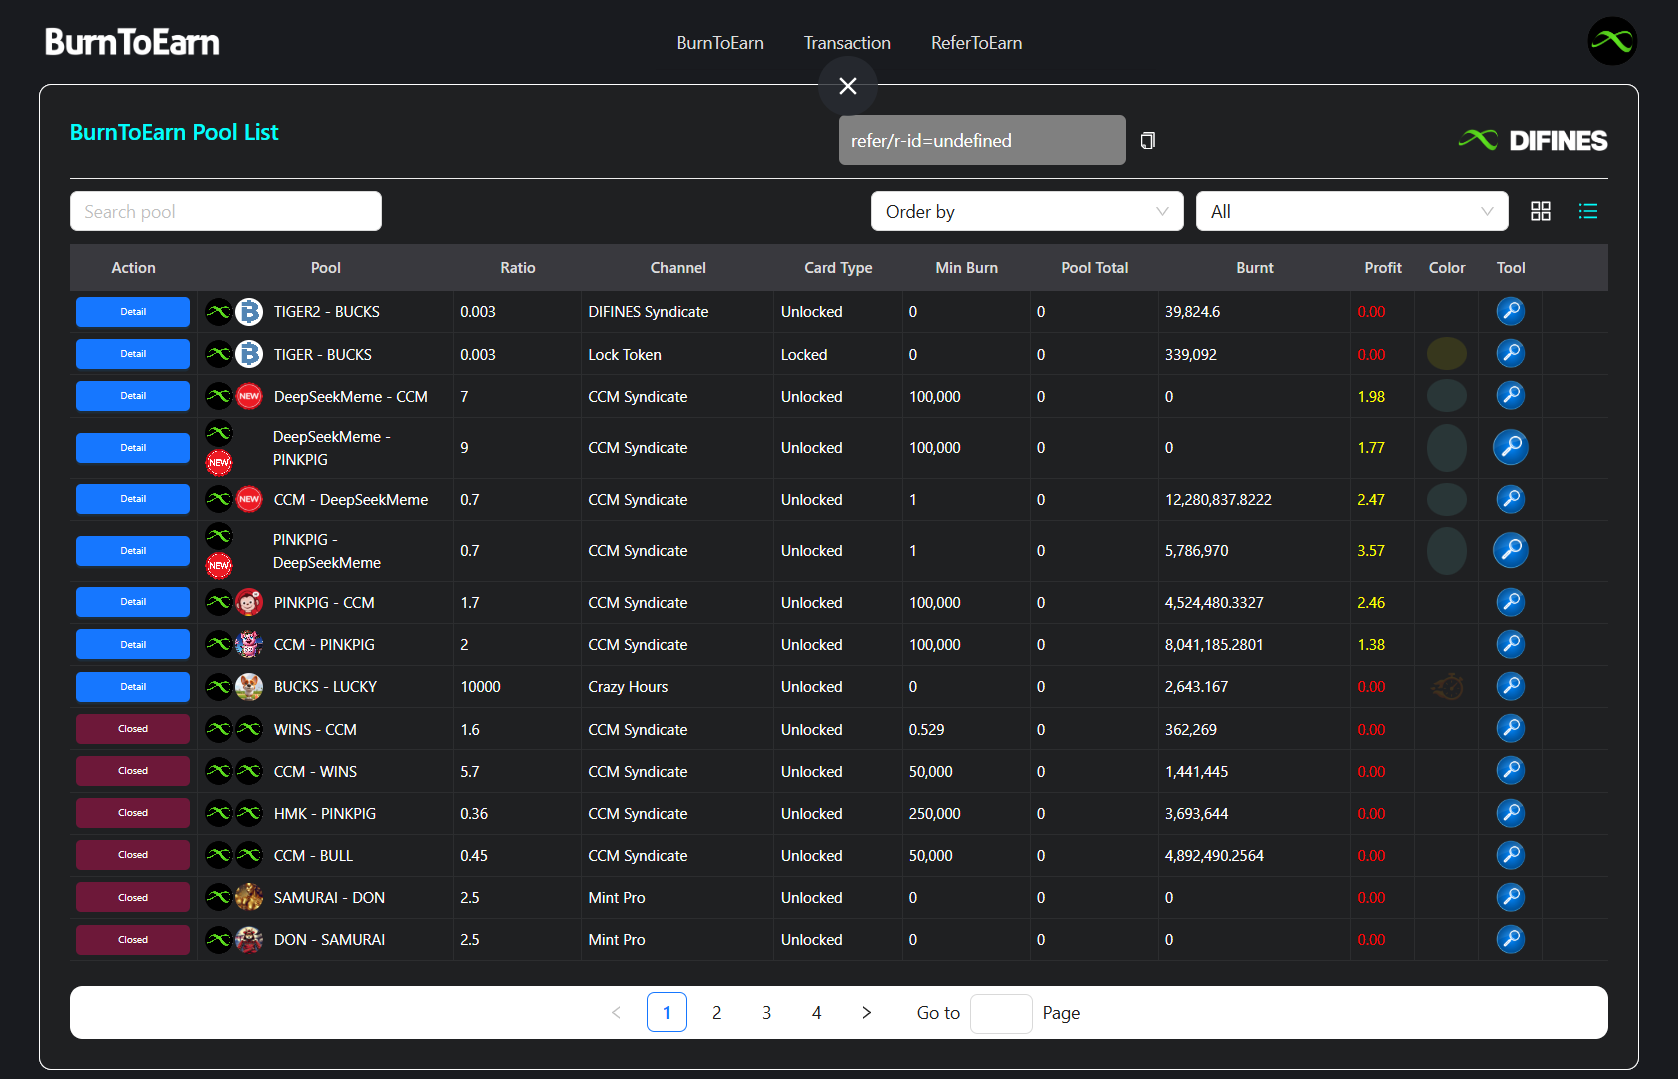 BurnToEarn
BurnToEarn Transaction ReferToEarn
BurnToEarn Pool List
refer/r-id=undefined
DIFINES
Search pool
Order by
All
Action Pool Ratio Channel Card Type Min Burn Pool Total Burnt Profit Color Tool
Detail TIGER2 - BUCKS 0.003 DIFINES Syndicate Unlocked 0 0 39,824.6 0.00
Detail TIGER - BUCKS 0.003 Lock Token Locked 0 0 339,092 0.00
Detail NEW DeepSeekMeme - CCM 7 CCM Syndicate Unlocked 100,000 0 0 1.98
Detail NEW DeepSeekMeme -
PINKPIG 9 CCM Syndicate Unlocked 100,000 0 0 1.77
Detail NEW CCM - DeepSeekMeme 0.7 CCM Syndicate Unlocked 1 0 12,280,837.8222 2.47
Detail NEW PINKPIG -
DeepSeekMeme 0.7 CCM Syndicate Unlocked 1 0 5,786,970 3.57
Detail PINKPIG - CCM 1.7 CCM Syndicate Unlocked 100,000 0 4,524,480.3327 2.46
Detail CCM - PINKPIG 2 CCM Syndicate Unlocked 100,000 0 8,041,185.2801 1.38
Detail BUCKS - LUCKY 10000 Crazy Hours Unlocked 0 0 2,643.167 0.00
Closed WINS - CCM 1.6 CCM Syndicate Unlocked 0.529 0 362,269 0.00
Closed CCM - WINS 5.7 CCM Syndicate Unlocked 50,000 0 1,441,445 0.00
Closed HMK - PINKPIG 0.36 CCM Syndicate Unlocked 250,000 0 3,693,644 0.00
Closed CCM - BULL 0.45 CCM Syndicate Unlocked 50,000 0 4,892,490.2564 0.00
Closed SAMURAI - DON 2.5 Mint Pro Unlocked 0 0 0 0.00
Closed DON - SAMURAI 2.5 Mint Pro Unlocked 0 0 0 0.00
< 1 2 3 4 > Go to Page